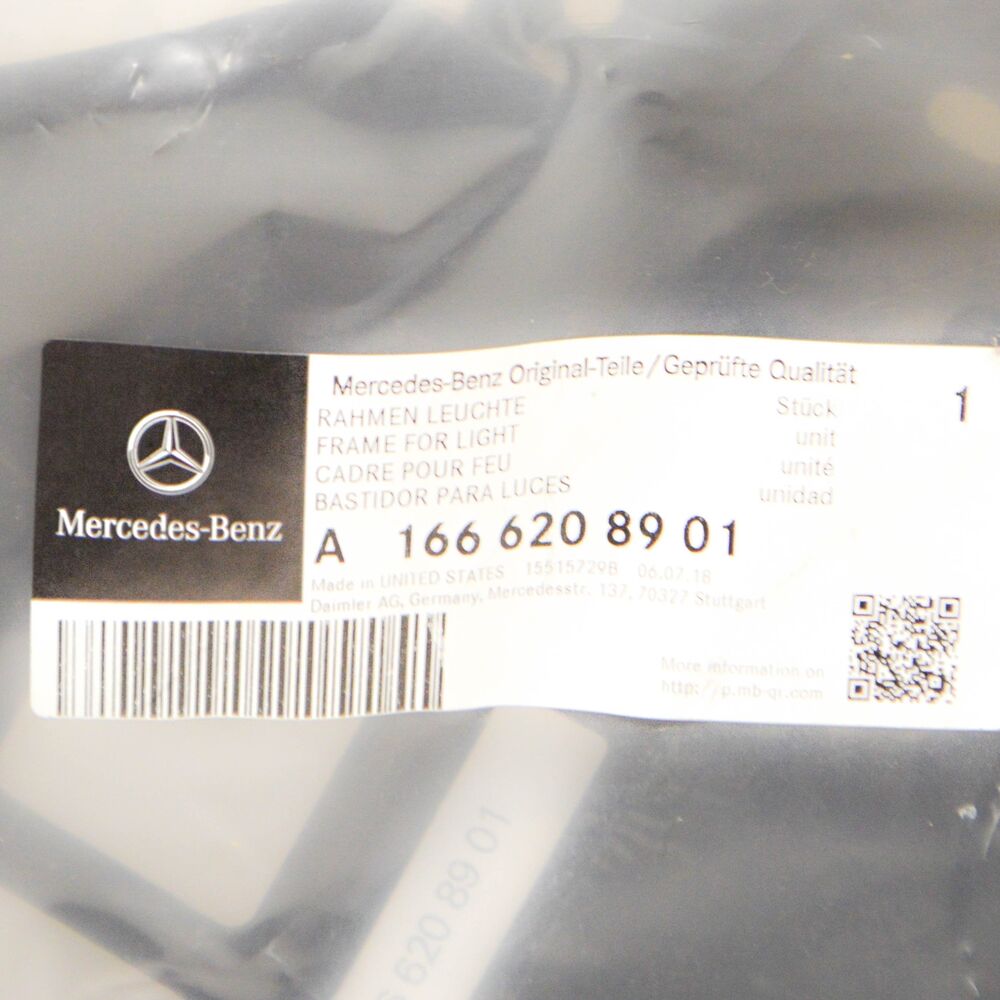 Mercedes-Benz Original-Teile/Geprüfte Qualität
RAHMEN LEUCHTE Stück 1
FRAME FOR LIGHT unit
CADRE POUR FEU unité
BASTIDOR PARA LUCES unidad
Mercedes-Benz
A 166 620 89 01
Made in UNITED STATES 15515729B 06.07.18
Daimler AG, Germany, Mercedesstr. 137, 70327 Stuttgart
More information on
http://p.mb-qr.com
6 620 89 01